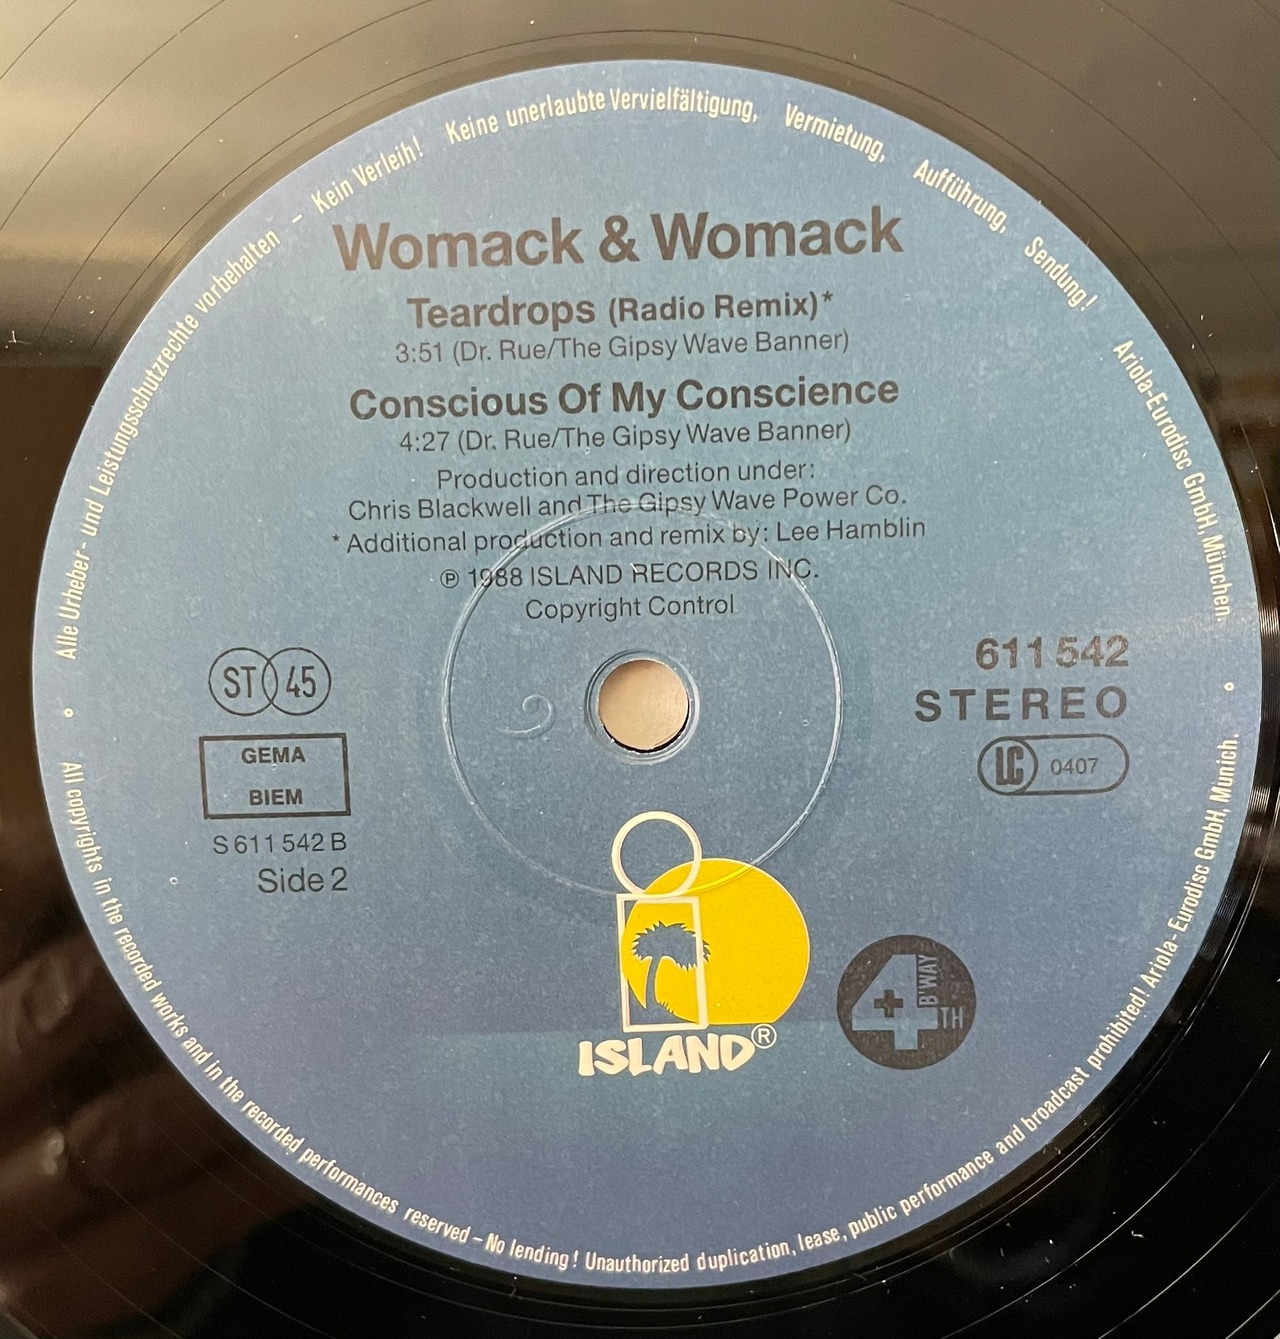 Alle Urheber- und Leistungsschutzrechte vorbehalten – Kein Verleih! Keine unerlaubte Vervielfältigung, Vermietung, Aufführung, Sendung! Ariola-Eurodisc GmbH, München.
Womack & Womack
Teardrops (Radio Remix)*
3:51 (Dr. Rue/The Gipsy Wave Banner)
Conscious Of My Conscience
4:27 (Dr. Rue/The Gipsy Wave Banner)
Production and direction under:
Chris Blackwell and The Gipsy Wave Power Co.
* Additional production and remix by: Lee Hamblin
℗ 1988 ISLAND RECORDS INC.
Copyright Control
ST 45
GEMA
BIEM
S 611 542 B
Side 2
611 542
STEREO
LC 0407
ISLAND®
4TH B'WAY
All copyrights in the recorded works and in the recorded performances reserved – No lending! Unauthorized duplication, lease, public performance and broadcast prohibited! Ariola-Eurodisc GmbH, Munich.